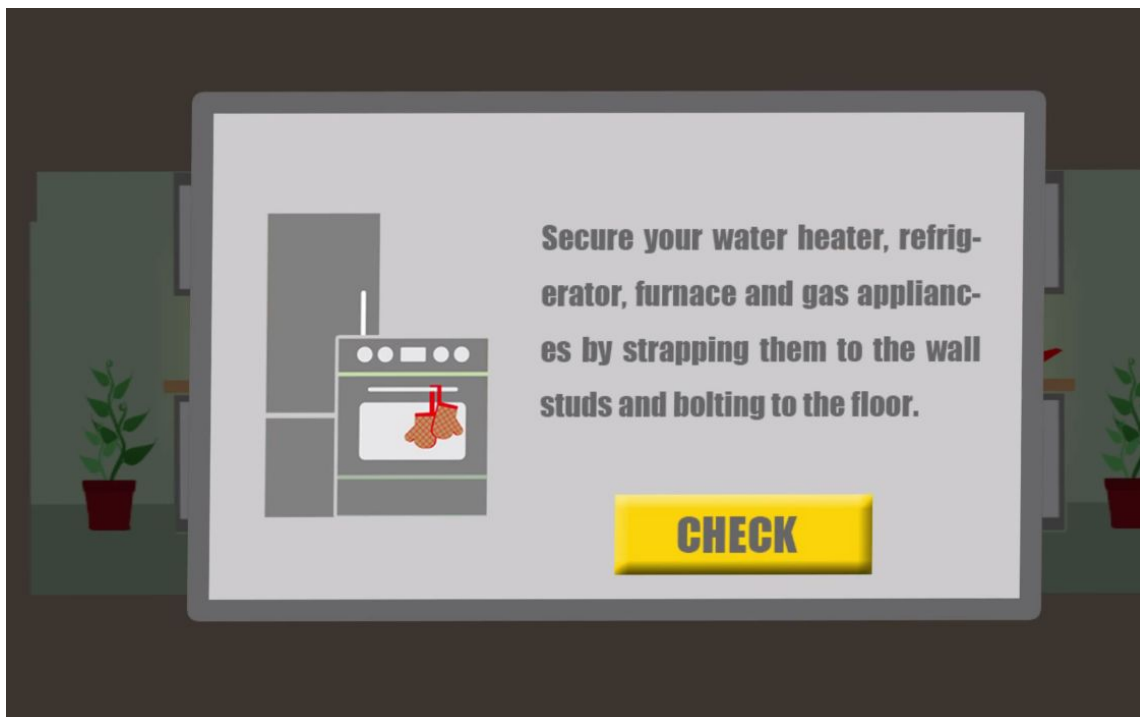 Secure your water heater, refrig-
erator, furnace and gas applianc-
es by strapping them to the wall
studs and bolting to the floor.
CHECK